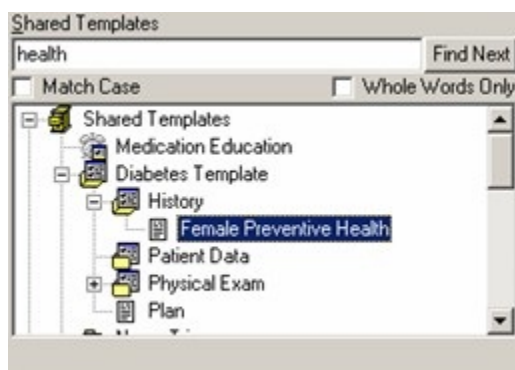 Shared Templates
health
Find Next
Match Case
Whole Words Only
Shared Templates
Medication Education
Diabetes Template
History
Female Preventive Health
Patient Data
Physical Exam
Plan